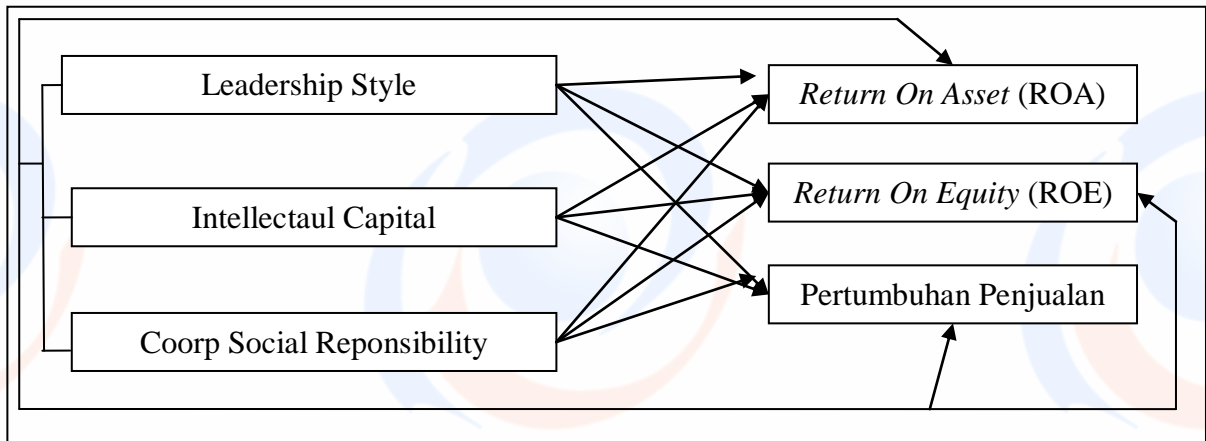 Leadership Style
Return On Asset (ROA)
Intellectaul Capital
Return On Equity (ROE)
Coorp Social Reponsibility
Pertumbuhan Penjualan